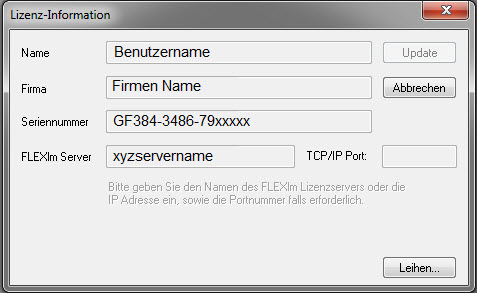 Lizenz-Information
Name Benutzername Update
Firma Firmen Name Abbrechen
Seriennummer GF384-3486-79xxxxx
FLEXlm Server xyzservername TCP/IP Port:
Bitte geben Sie den Namen des FLEXlm Lizenzservers oder die
IP Adresse ein, sowie die Portnummer falls erforderlich.
Leihen...